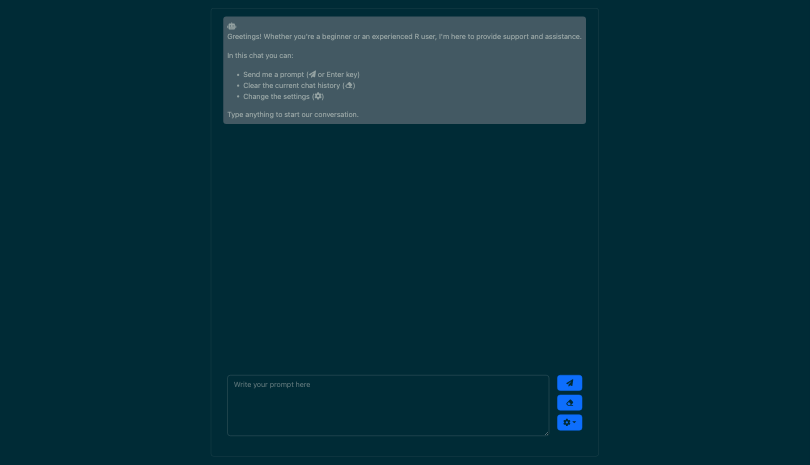 Greetings! Whether you're a beginner or an experienced R user, I'm here to provide support and assistance.
In this chat you can:
• Send me a prompt ( or Enter key)
• Clear the current chat history ()
• Change the settings ()
Type anything to start our conversation.
Write your prompt here